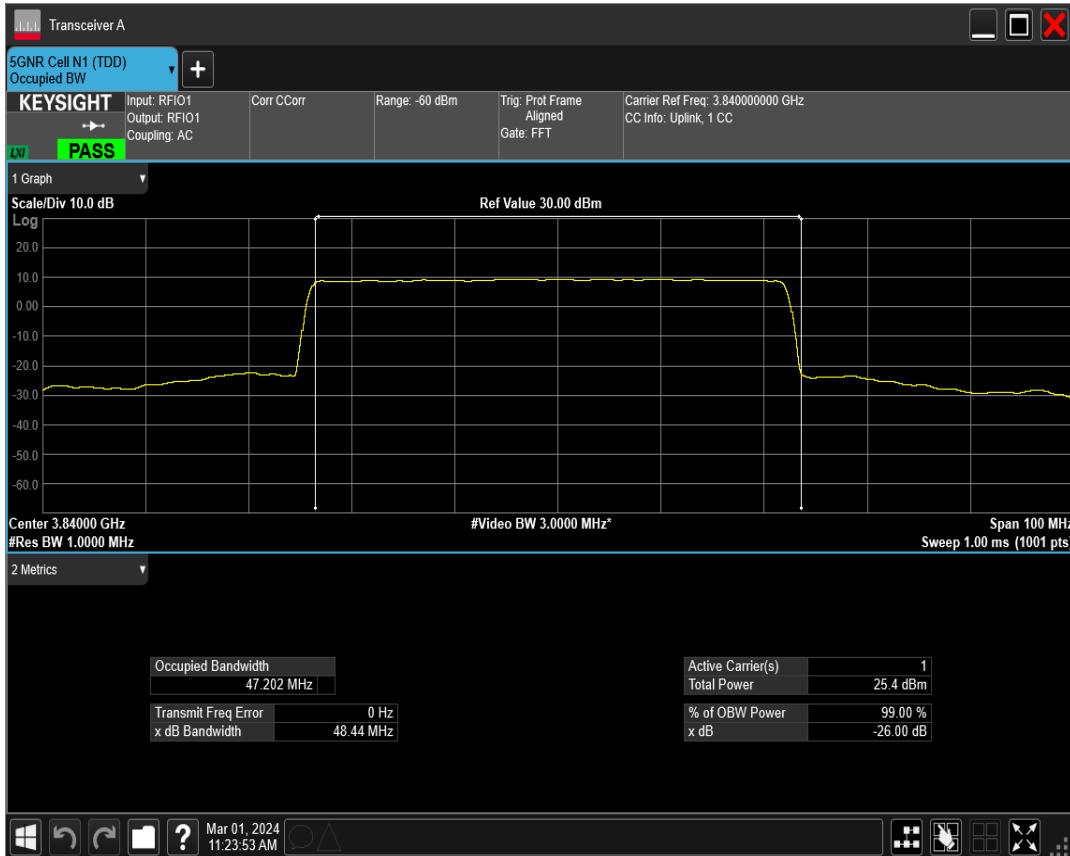 Transceiver A
5GNR Cell N1 (TDD)
Occupied BW
+
KEYSIGHT
LXI
PASS
Input: RFIO1
Output: RFIO1
Coupling: AC
Corr CCorr
Range: -60 dBm
Trig: Prot Frame
Aligned
Gate: FFT
Carrier Ref Freq: 3.840000000 GHz
CC Info: Uplink, 1 CC
1 Graph
Scale/Div 10.0 dB
Ref Value 30.00 dBm
Log
20.0
10.0
0.00
-10.0
-20.0
-30.0
-40.0
-50.0
-60.0
Center 3.84000 GHz
#Video BW 3.0000 MHz*
Span 100 MHz
#Res BW 1.0000 MHz
Sweep 1.00 ms (1001 pts)
2 Metrics
Occupied Bandwidth
47.202 MHz
Transmit Freq Error 0 Hz
x dB Bandwidth 48.44 MHz
Active Carrier(s) 1
Total Power 25.4 dBm
% of OBW Power 99.00 %
x dB -26.00 dB
?
Mar 01, 2024
11:23:53 AM